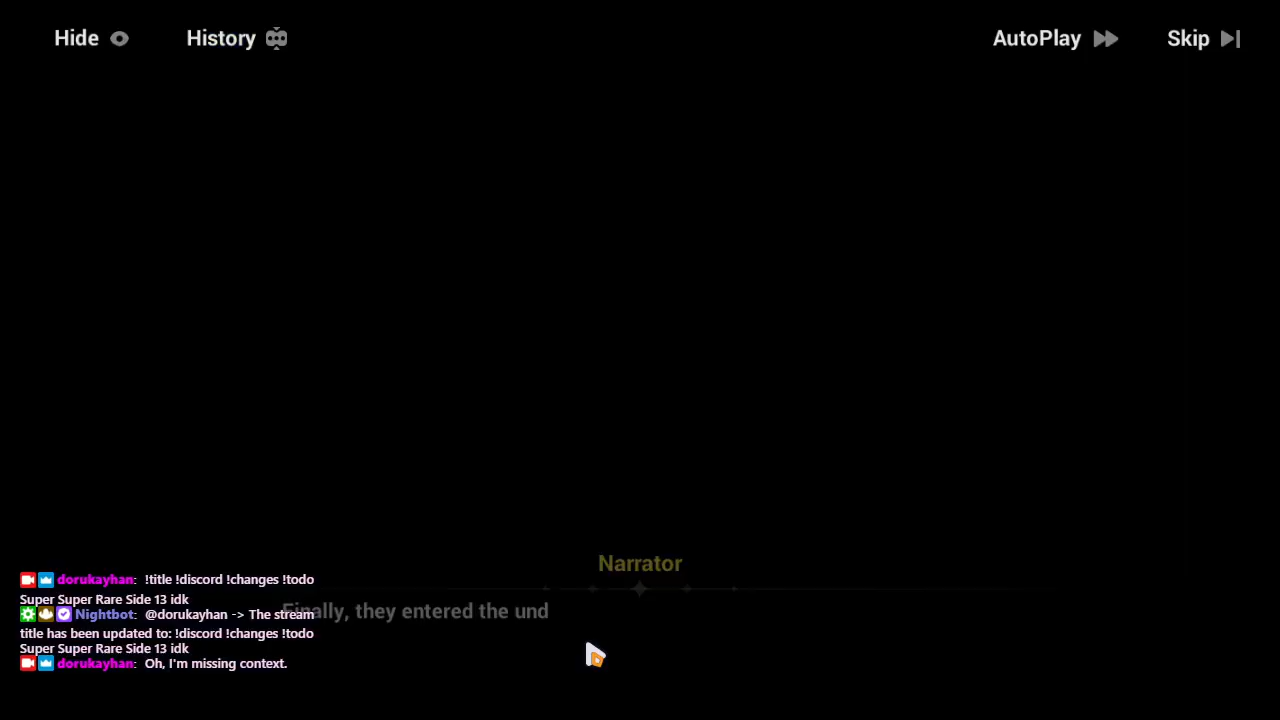 Hide
History
AutoPlay
Skip
Narrator
Finally, they entered the und
dorukayhan: !title !discord !changes !todo
Super Super Rare Side 13 idk
Nightbot: @dorukayhan -> The stream
title has been updated to: !discord !changes !todo
Super Super Rare Side 13 idk
dorukayhan: Oh, I'm missing context.